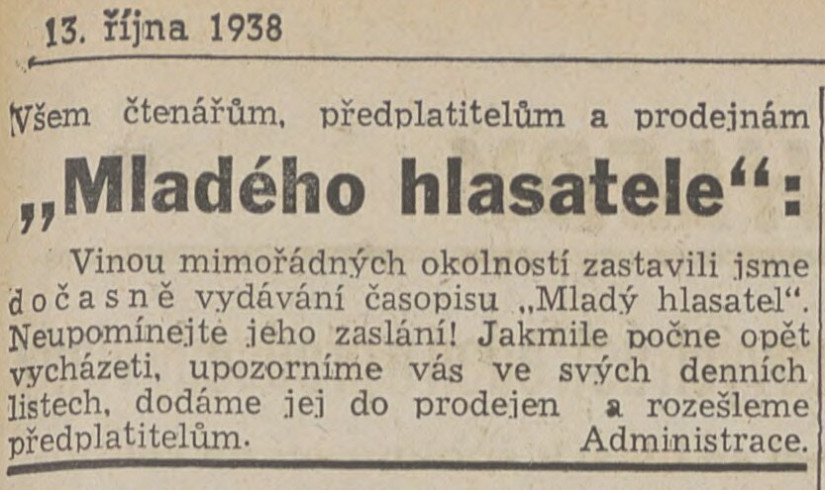 13. října 1938
Všem čtenářům, předplatitelům a prodejnám
„Mladého hlasatele“:
Vinou mimořádných okolností zastavili jsme
dočasně vydávání časopisu „Mladý hlasatel“.
Neupomínejte jeho zaslání! Jakmile počne opět
vycházeti, upozorníme vás ve svých denních
listech, dodáme jej do prodejen a rozešleme
předplatitelům. Administrace.